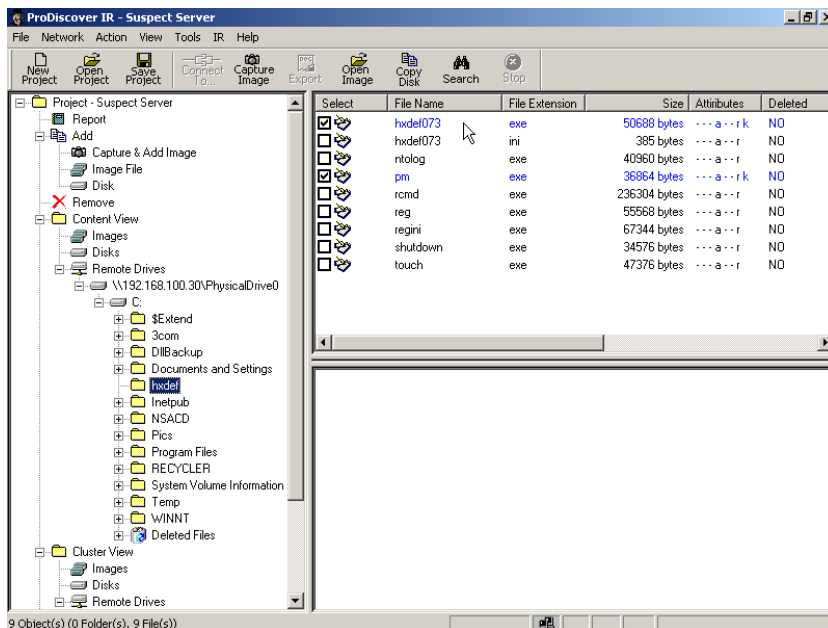 ProDiscover IR - Suspect Server
File Network Action View Tools IR Help
New Project Open Project Save Project Connect To... Capture Image Export Open Image Copy Disk Search Stop
Project - Suspect Server
Report
Add
Capture & Add Image
Image File
Disk
Remove
Content View
Images
Disks
Remote Drives
\\192.168.100.30\PhysicalDrive0
C:
$Extend
3com
DllBackup
Documents and Settings
hxdef
Inetpub
NSACD
Pics
Program Files
RECYCLER
System Volume Information
Temp
WINNT
Deleted Files
Cluster View
Images
Disks
Remote Drives
Select File Name File Extension Size Attributes Deleted
hxdef073 exe 50688 bytes - - - a - - r k NO
hxdef073 ini 385 bytes - - - a - - r NO
ntolog exe 40960 bytes - - - a - - r NO
pm exe 36864 bytes - - - a - - r k NO
rcmd exe 236304 bytes - - - a - - r NO
reg exe 55568 bytes - - - a - - r NO
regini exe 67344 bytes - - - a - - r NO
shutdown exe 34576 bytes - - - a - - r NO
touch exe 47376 bytes - - - a - - r NO
9 Object(s) (0 Folder(s), 9 File(s))